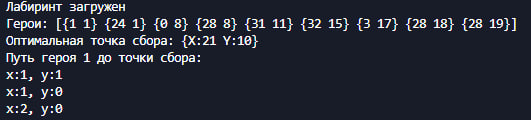 Лабиринт загружен
Герои: [{1 1} {24 1} {0 8} {28 8} {31 11} {32 15} {3 17} {28 18} {28 19}]
Оптимальная точка сбора: {X:21 Y:10}
Путь героя 1 до точки сбора:
x:1, y:1
x:1, y:0
x:2, y:0